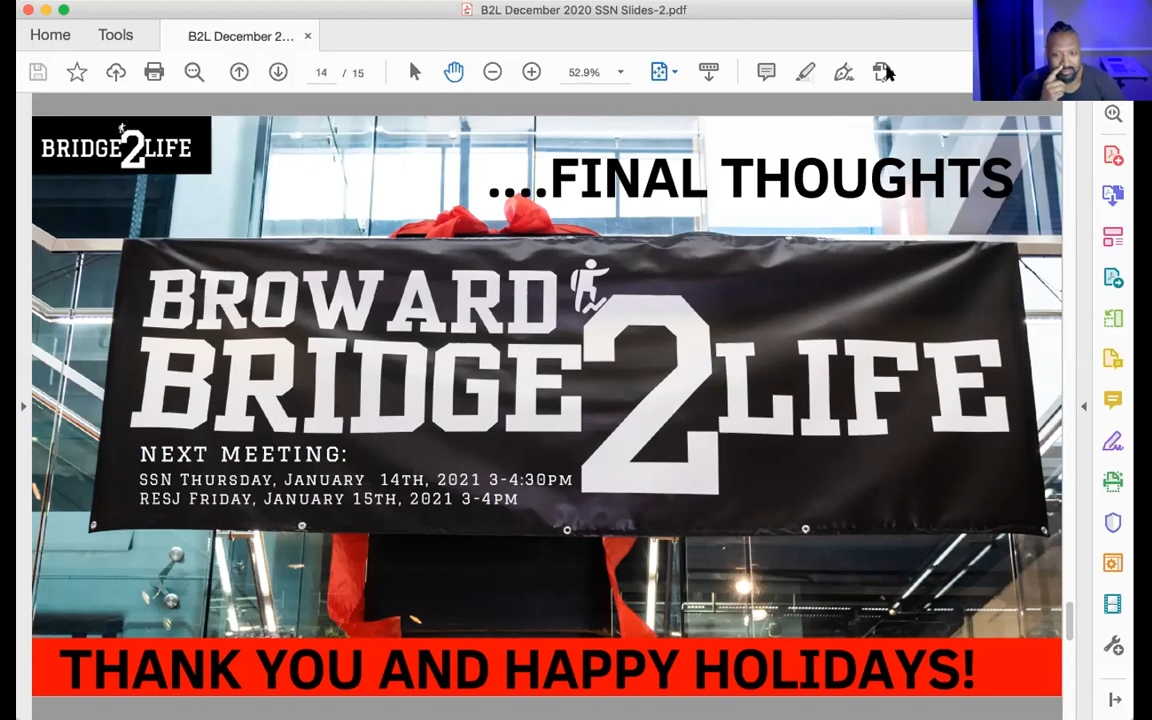 B2L December 2020 SSN Slides-2.pdf
Home Tools B2L December 2... ×
14 / 15 52.9%
BRIDGE2LIFE
....FINAL THOUGHTS
BROWARD
BRIDGE2LIFE
NEXT MEETING:
SSN THURSDAY, JANUARY 14TH, 2021 3-4:30PM
RESJ FRIDAY, JANUARY 15TH, 2021 3-4PM
THANK YOU AND HAPPY HOLIDAYS!